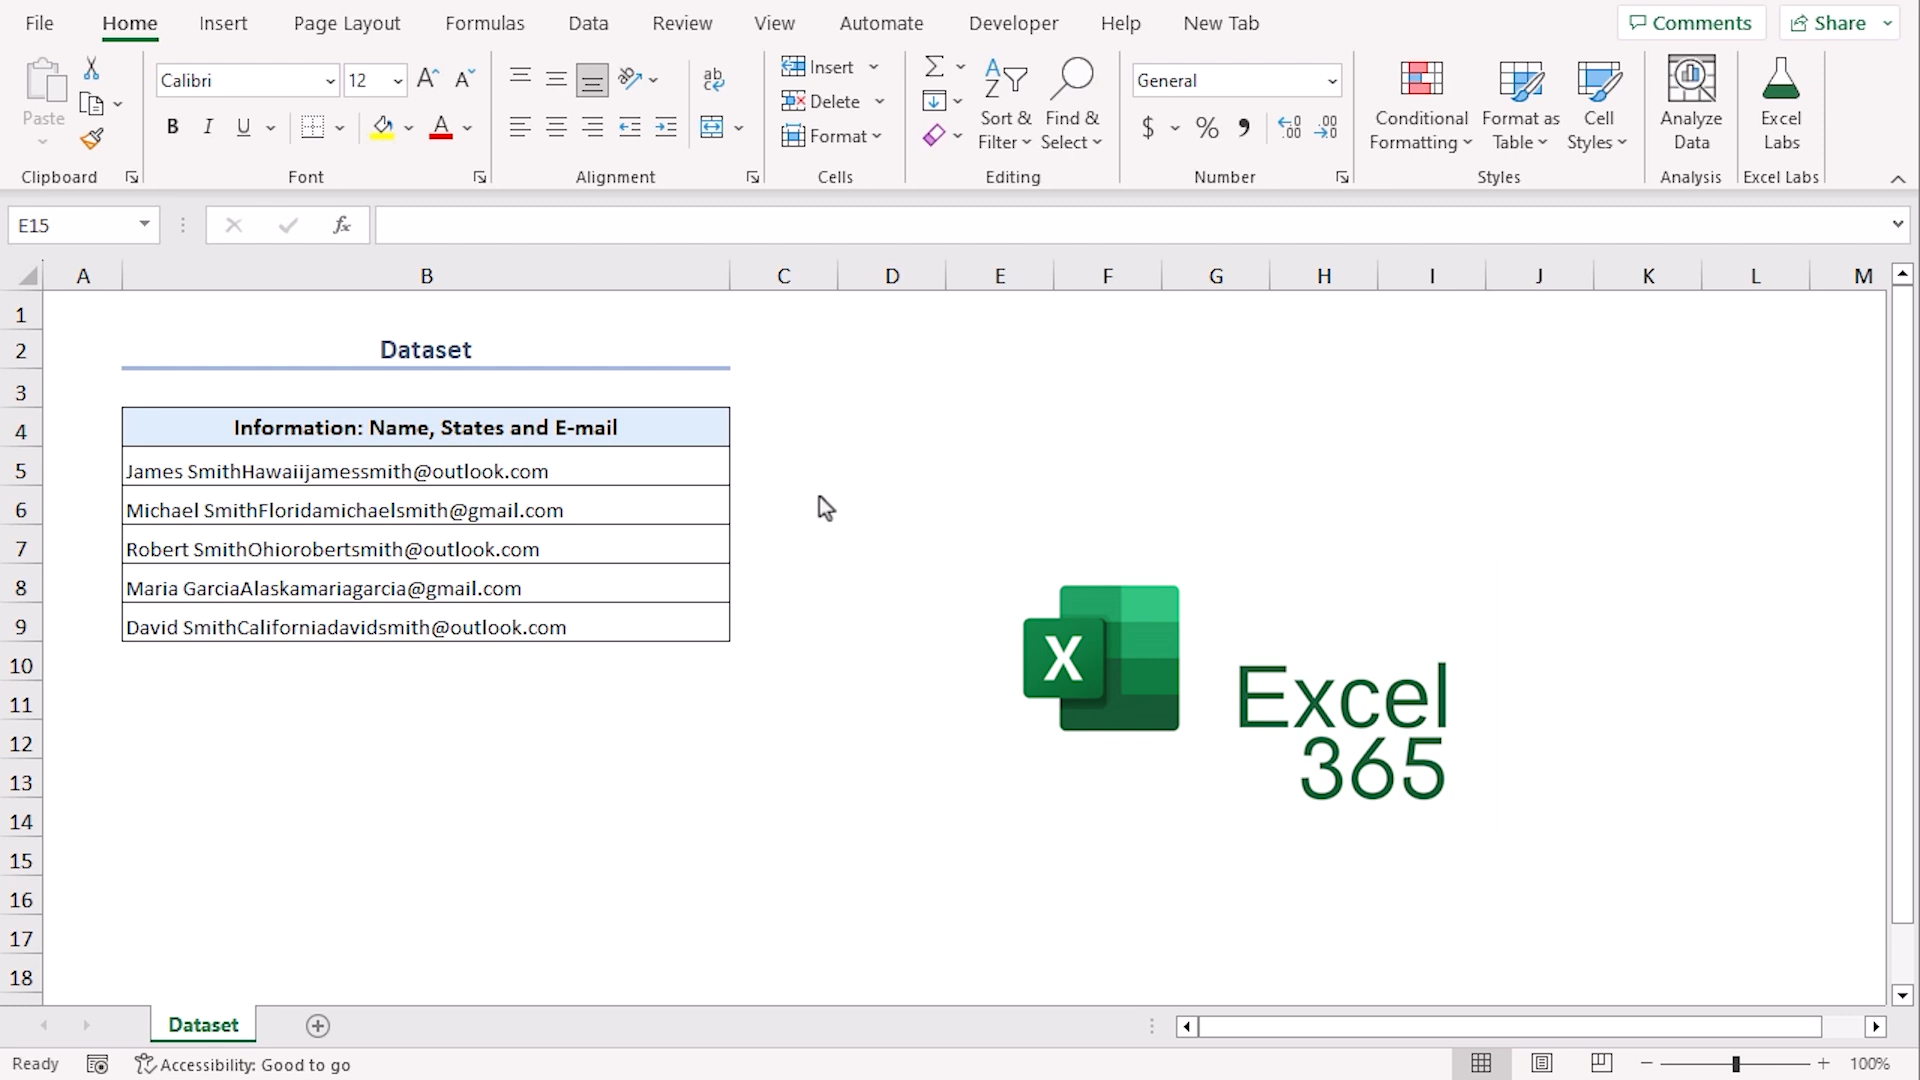 File Home Insert Page Layout Formulas Data Review View Automate Developer Help New Tab Comments Share
Paste
Clipboard
Calibri 12
B I U A
Font
ab
Alignment
Insert
Delete
Format
Cells
Sort & Filter
Find & Select
Editing
General
$ % 9 .00 .00
Number
Conditional Formatting
Format as Table
Cell Styles
Styles
Analyze Data
Analysis
Excel Labs
Excel Labs
E15 fx
A B C D E F G H I J K L M
1
2 Dataset
3
4 Information: Name, States and E-mail
5 James SmithHawaiijamessmith@outlook.com
6 Michael SmithFloridamichaelsmith@gmail.com
7 Robert SmithOhiorobertsmith@outlook.com
8 Maria GarciaAlaskamariagarcia@gmail.com
9 David SmithCaliforniadavidsmith@outlook.com
10
11
12
13
14
15
16
17
18
X
Excel
365
Dataset
Ready Accessibility: Good to go 100%